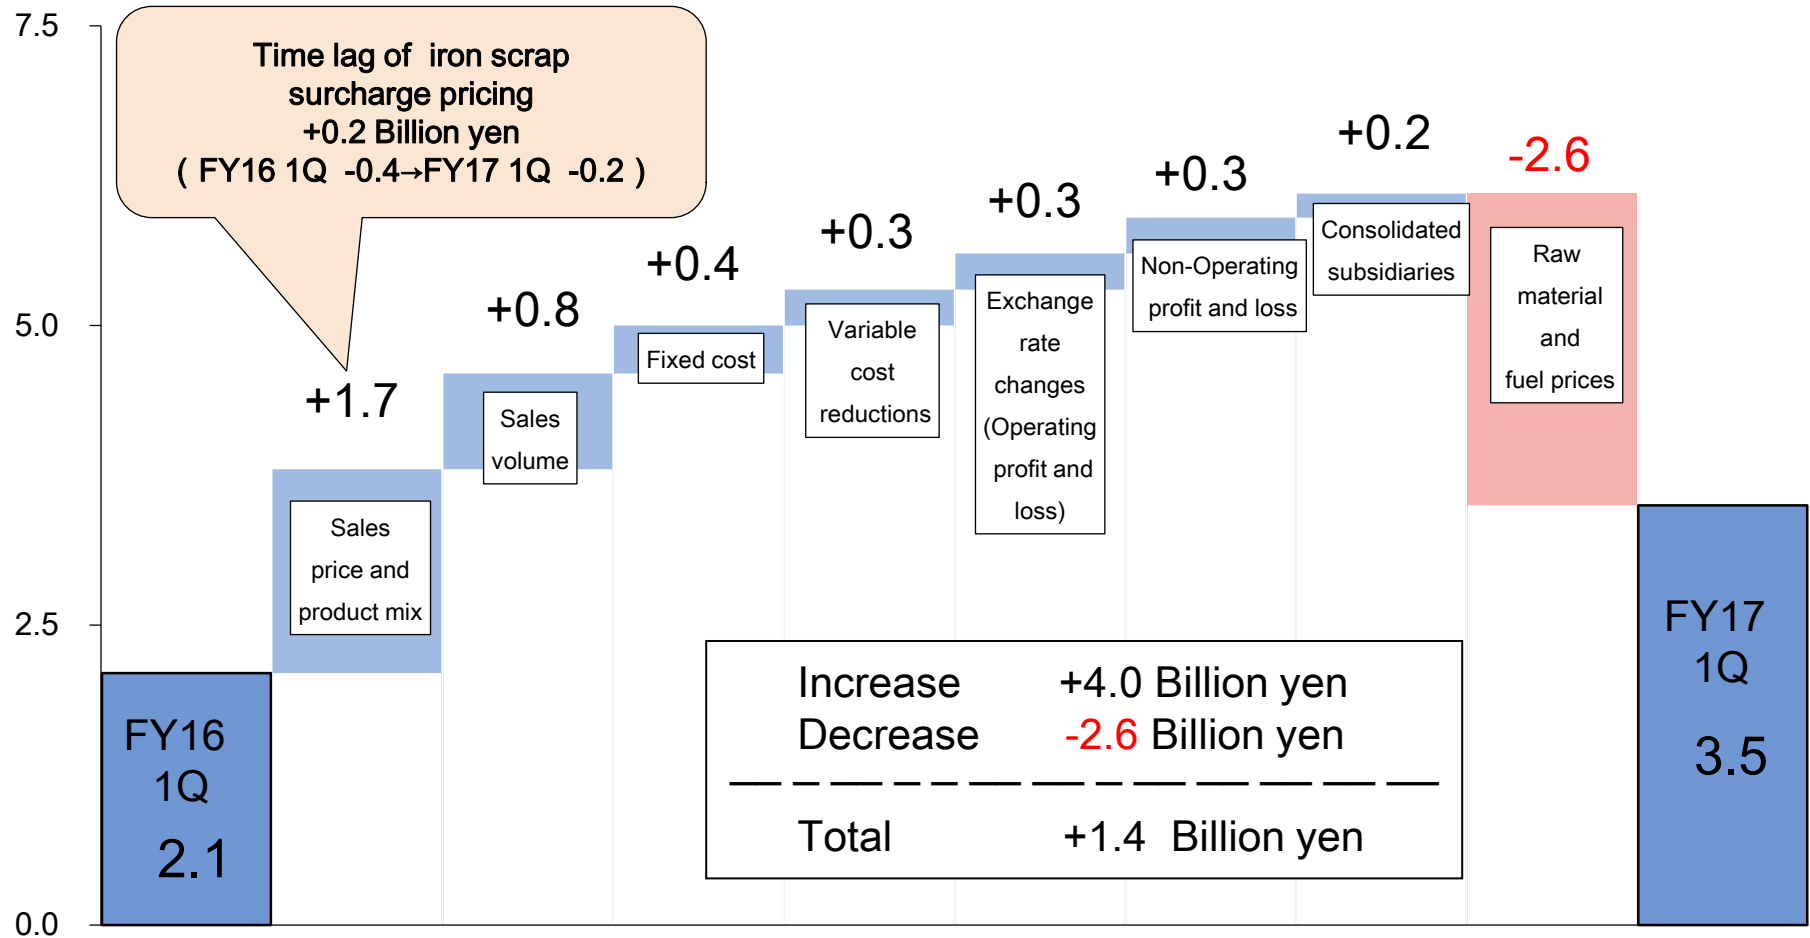 7.5
5.0
2.5
0.0
Time lag of iron scrap
surcharge pricing
+0.2 Billion yen
( FY16 1Q -0.4→FY17 1Q -0.2 )
FY16
1Q
2.1
+1.7
Sales
price and
product mix
+0.8
Sales
volume
+0.4
Fixed cost
+0.3
Variable
cost
reductions
+0.3
Exchange
rate
changes
(Operating
profit and
loss)
+0.3
Non-Operating
profit and loss
+0.2
Consolidated
subsidiaries
-2.6
Raw
material
and
fuel prices
FY17
1Q
3.5
Increase +4.0 Billion yen
Decrease -2.6 Billion yen
Total +1.4 Billion yen